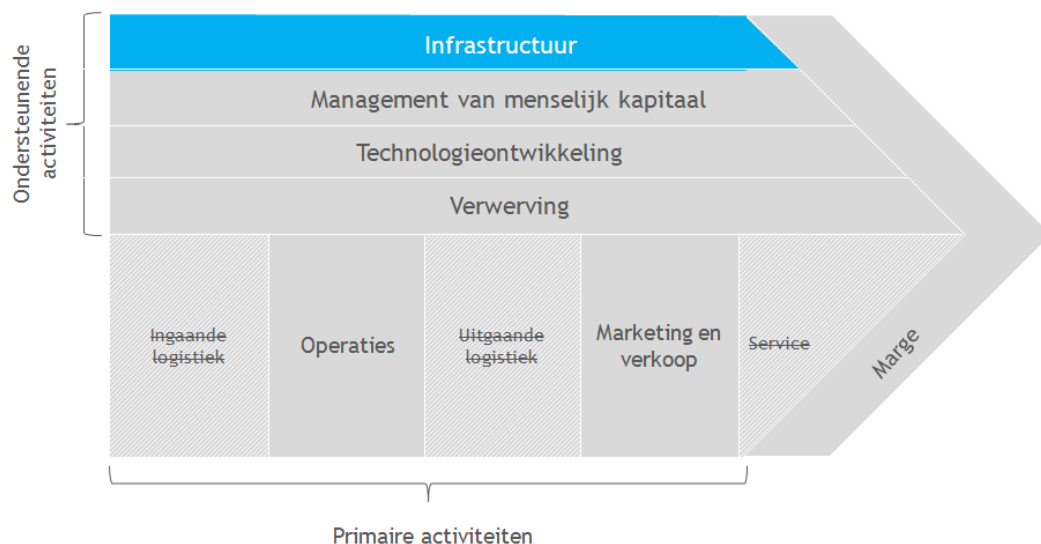 Ondersteunende
activiteiten
Infrastructuur
Management van menselijk kapitaal
Technologieontwikkeling
Verwerving
Ingaande
logistiek
Operaties
Uitgaande
logistiek
Marketing en
verkoop
Service
Marge
Primaire activiteiten